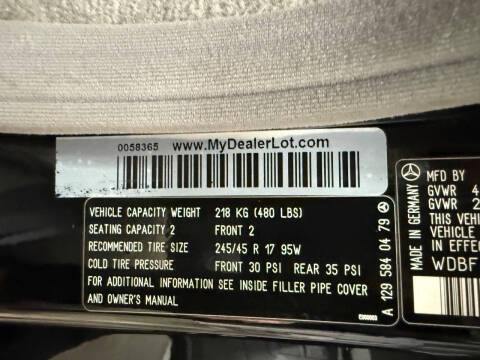 0058365 www.MyDealerLot.com
VEHICLE CAPACITY WEIGHT 218 KG (480 LBS)
SEATING CAPACITY 2 FRONT 2
RECOMMENDED TIRE SIZE 245/45 R 17 95W
COLD TIRE PRESSURE FRONT 30 PSI REAR 35 PSI
FOR ADDITIONAL INFORMATION SEE INSIDE FILLER PIPE COVER
AND OWNER'S MANUAL
A 129 584 04 79
MADE IN GERMANY
MFD BY
GVWR 4
GVWR 2
THIS VEH
VEHICLE
IN EFFEC
WDBF